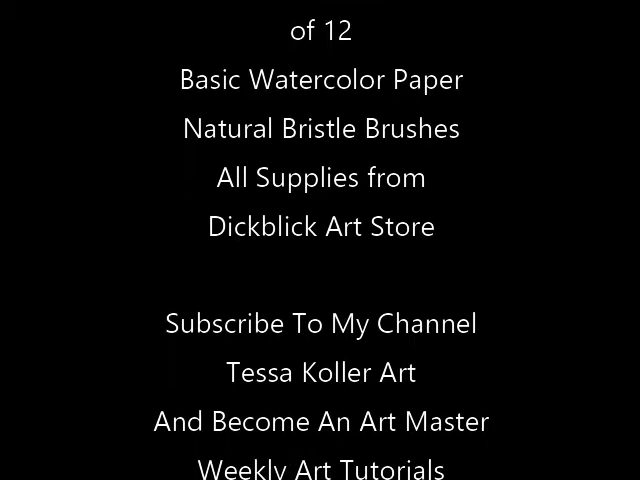 of 12
Basic Watercolor Paper
Natural Bristle Brushes
All Supplies from
Dickblick Art Store
Subscribe To My Channel
Tessa Koller Art
And Become An Art Master
Weekly Art Tutorials